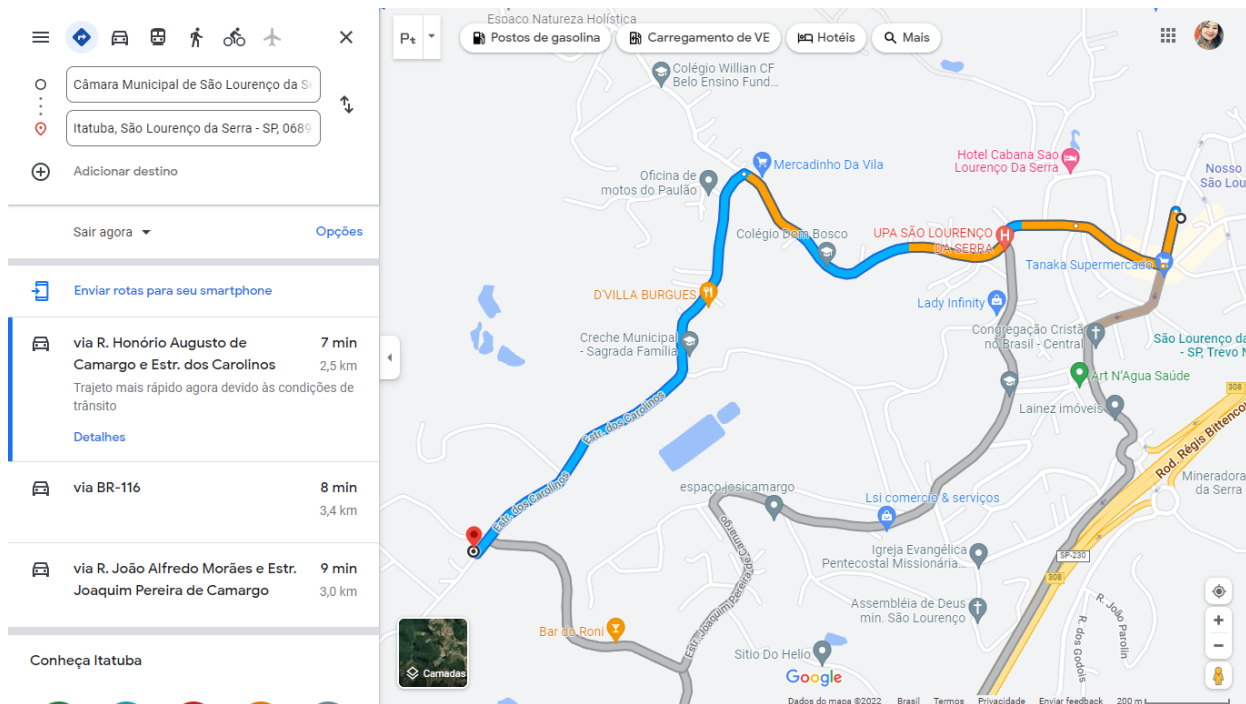 Câmara Municipal de São Lourenço da Se
Itatuba, São Lourenço da Serra - SP, 0689
Adicionar destino
Sair agora
Opções
Enviar rotas para seu smartphone
via R. Honório Augusto de
Camargo e Estr. dos Carolinos
7 min
2,5 km
Trajeto mais rápido agora devido às condições de
trânsito
Detalhes
via BR-116
8 min
3,4 km
via R. João Alfredo Morães e Estr.
Joaquim Pereira de Camargo
9 min
3,0 km
Conheça Itatuba
Pt
Postos de gasolina
Carregamento de VE
Hotéis
Mais
Espaco Natureza Holística
Colégio Willian CF
Belo Ensino Fund...
Mercadinho Da Vila
Oficina de
motos do Paulão
Hotel Cabana Sao
Lourenço Da Serra
Nosso
São Lou
Colégio Dom Bosco
UPA SÃO LOURENÇO
DA SERRA
Tanaka Supermercado
D'VILLA BURGUES
Lady Infinity
Creche Municipal
- Sagrada Família
Congregação Cristã
no Brasil - Central
São Lourenço da
- SP, Trevo N
Art N'Agua Saúde
308
Lainez imóveis
Estr. dos Carolinos
Rod. Régis Bittenco
Estr. dos Carolinos
espaço josicamargo
Lsi comercio & serviços
Mineradora
da Serra
Igreja Evangélica
Pentecostal Missionária...
SP-230
308
Estr. Joaquim Pereira de Camargo
Assembléia de Deus
min. São Lourenço
R. João Parolin
R. dos Godois
Bar do Roni
Sitio Do Helio
Camadas
Google
Dados do mapa ©2022
Brasil
Termos
Privacidade
Enviar feedback
200 m